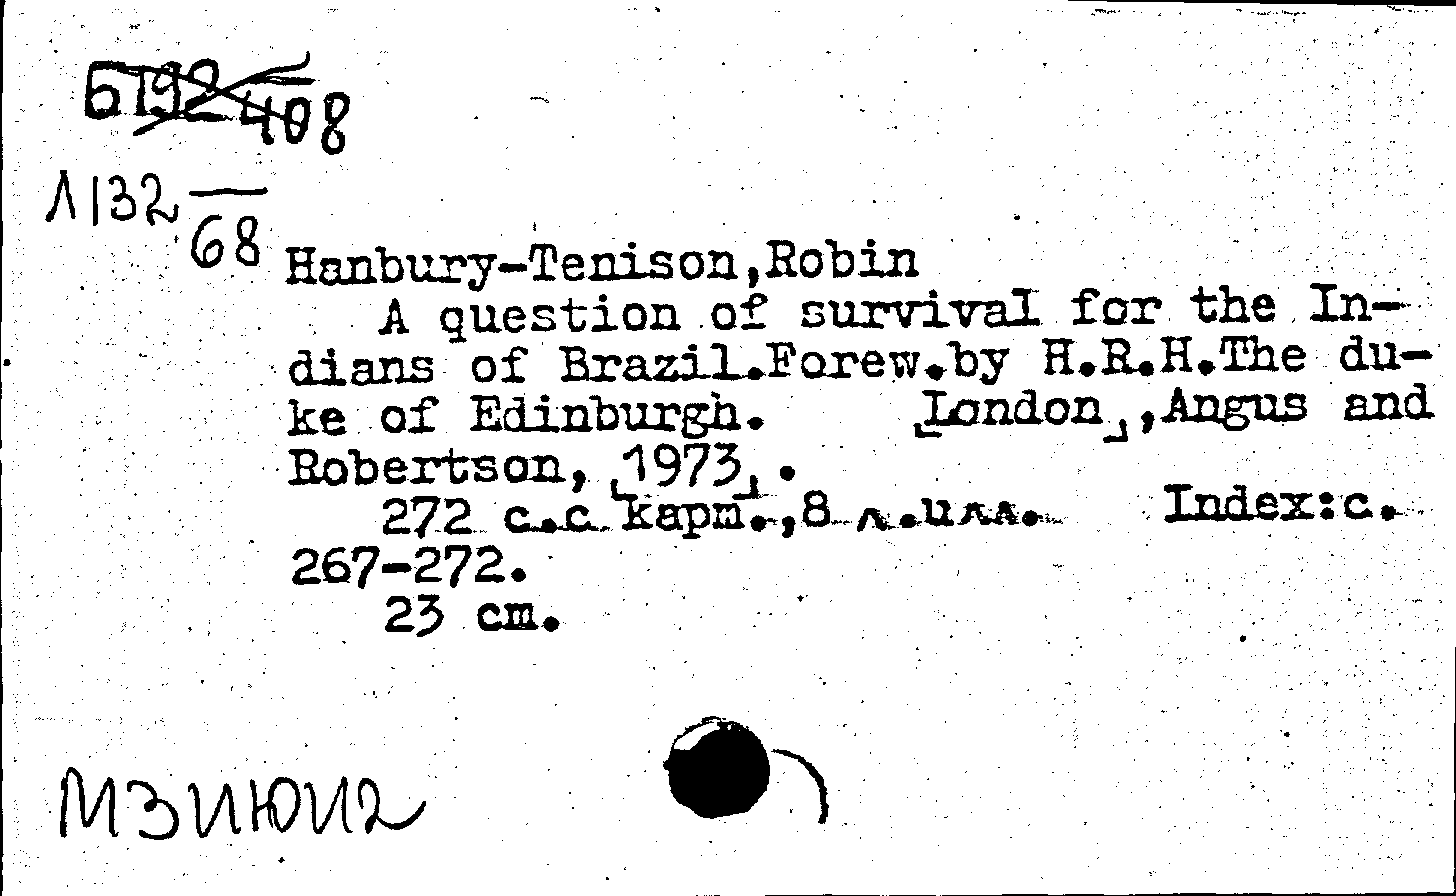 Б192-408
Л132-
68
Hanbury-Tenison,Robin
A question of survival for the In-
dians of Brazil.Forew.by H.R.H.The du-
ke of Edinburgh. [London],Angus and
Robertson, [1973].
272 с.с карт.,8 л.илл. Index:c.
267-272.
23 cm.
МЗИЮИ2